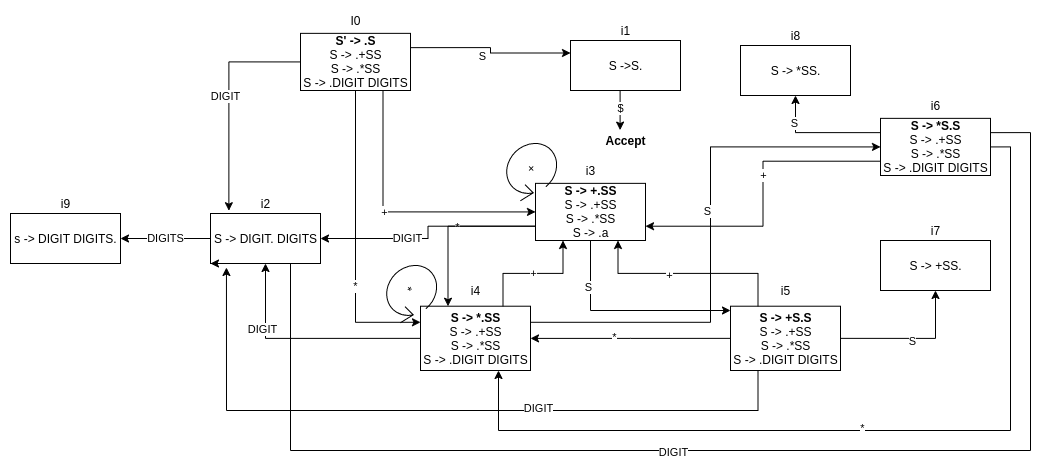 I0
S' -> .S
S -> .+SS
S -> .*SS
S -> .DIGIT DIGITS
i1
S ->S.
$
Accept
S
i8
S -> *SS.
S
i6
S -> *S.S
S -> .+SS
S -> .*SS
S -> .DIGIT DIGITS
DIGIT
+
*
i3
S -> +.SS
S -> .+SS
S -> .*SS
S -> .a
×
+
S
i9
s -> DIGIT DIGITS.
DIGITS
i2
S -> DIGIT. DIGITS
DIGIT
*
i7
S -> +SS.
S
i4
S -> *.SS
S -> .+SS
S -> .*SS
S -> .DIGIT DIGITS
*
+
S
+
i5
S -> +S.S
S -> .+SS
S -> .*SS
S -> .DIGIT DIGITS
DIGIT
*
S
DIGIT
*
DIGIT